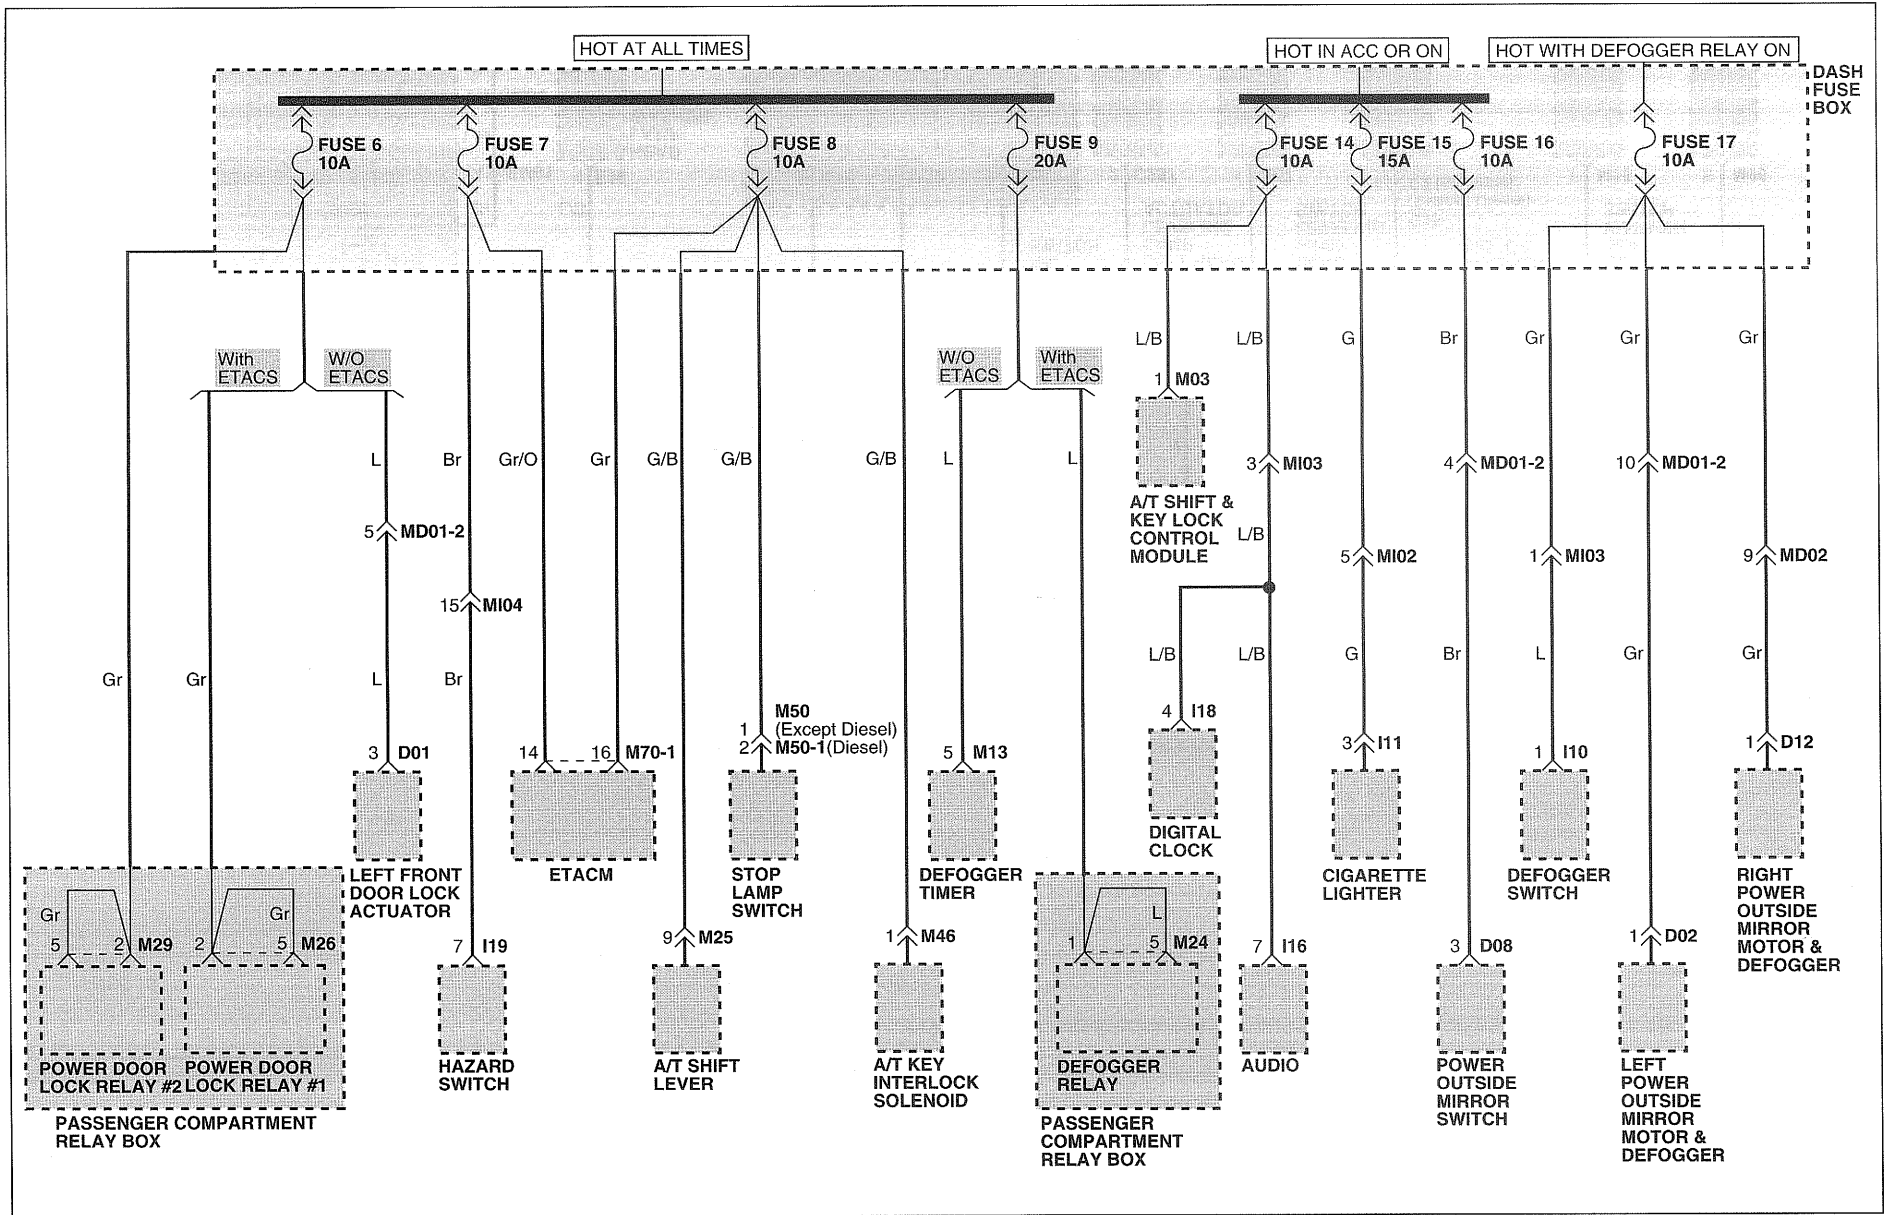 HOT AT ALL TIMES
HOT IN ACC OR ON
HOT WITH DEFOGGER RELAY ON
DASH
FUSE
BOX
FUSE 6
10A
FUSE 7
10A
FUSE 8
10A
FUSE 9
20A
FUSE 14
10A
FUSE 15
15A
FUSE 16
10A
FUSE 17
10A
With
ETACS
W/O
ETACS
W/O
ETACS
With
ETACS
L/B
L/B
G
Br
Gr
Gr
Gr
1 M03
A/T SHIFT &
KEY LOCK
CONTROL
MODULE
L
Br
Gr/O
Gr
G/B
G/B
G/B
L
L
3 MI03
4 MD01-2
10 MD01-2
5 MD01-2
L/B
5 MI02
1 MI03
9 MD02
15 MI04
Gr
Gr
L
Br
L/B
L/B
G
Br
L
Gr
Gr
3 D01
14
16 M70-1
M50
1 (Except Diesel)
2 M50-1(Diesel)
5 M13
4 I18
3 I11
1 I10
1 D12
LEFT FRONT
DOOR LOCK
ACTUATOR
ETACM
STOP
LAMP
SWITCH
DEFOGGER
TIMER
DIGITAL
CLOCK
CIGARETTE
LIGHTER
DEFOGGER
SWITCH
RIGHT
POWER
OUTSIDE
MIRROR
MOTOR &
DEFOGGER
Gr
5
2 M29
Gr
2
5 M26
7 I19
9 M25
1 M46
L
1
5 M24
7 I16
3 D08
1 D02
POWER DOOR
LOCK RELAY #2
POWER DOOR
LOCK RELAY #1
PASSENGER COMPARTMENT
RELAY BOX
HAZARD
SWITCH
A/T SHIFT
LEVER
A/T KEY
INTERLOCK
SOLENOID
DEFOGGER
RELAY
PASSENGER
COMPARTMENT
RELAY BOX
AUDIO
POWER
OUTSIDE
MIRROR
SWITCH
LEFT
POWER
OUTSIDE
MIRROR
MOTOR &
DEFOGGER